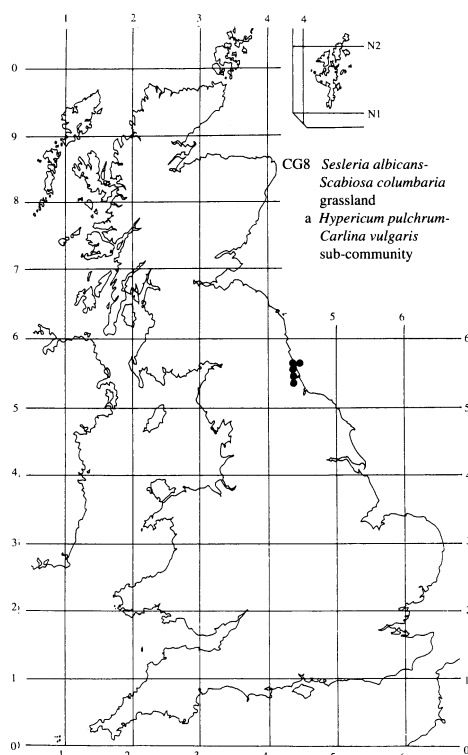 1 2 3 4 4
N2
0
N1
9
CG8 Sesleria albicans-
Scabiosa columbaria
grassland
a Hypericum pulchrum-
Carlina vulgaris
sub-community
8
7
5 6
6 6
5 5
4 4
3 3
2 2
1 1
0 0
1 2 3 4 5 6